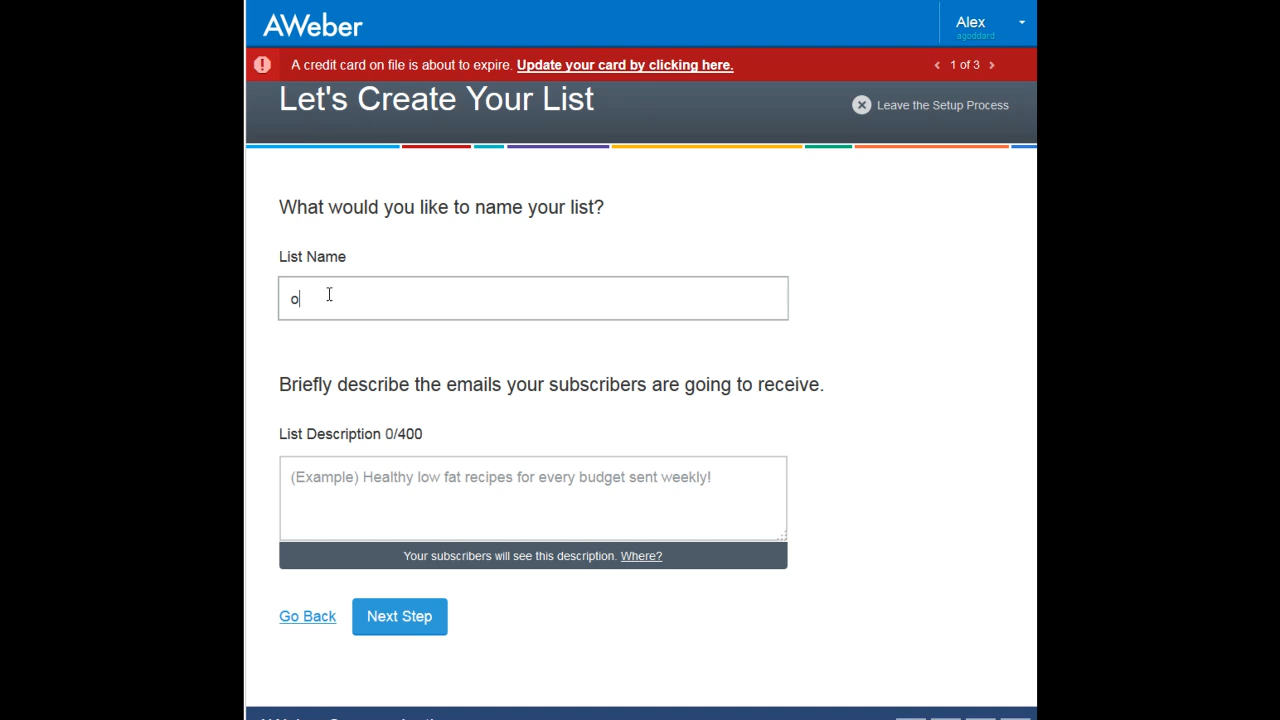 AWeber
Alex
agoddard
A credit card on file is about to expire. Update your card by clicking here.
1 of 3
Let's Create Your List
Leave the Setup Process
What would you like to name your list?
List Name
o
Briefly describe the emails your subscribers are going to receive.
List Description 0/400
(Example) Healthy low fat recipes for every budget sent weekly!
Your subscribers will see this description. Where?
Go Back
Next Step